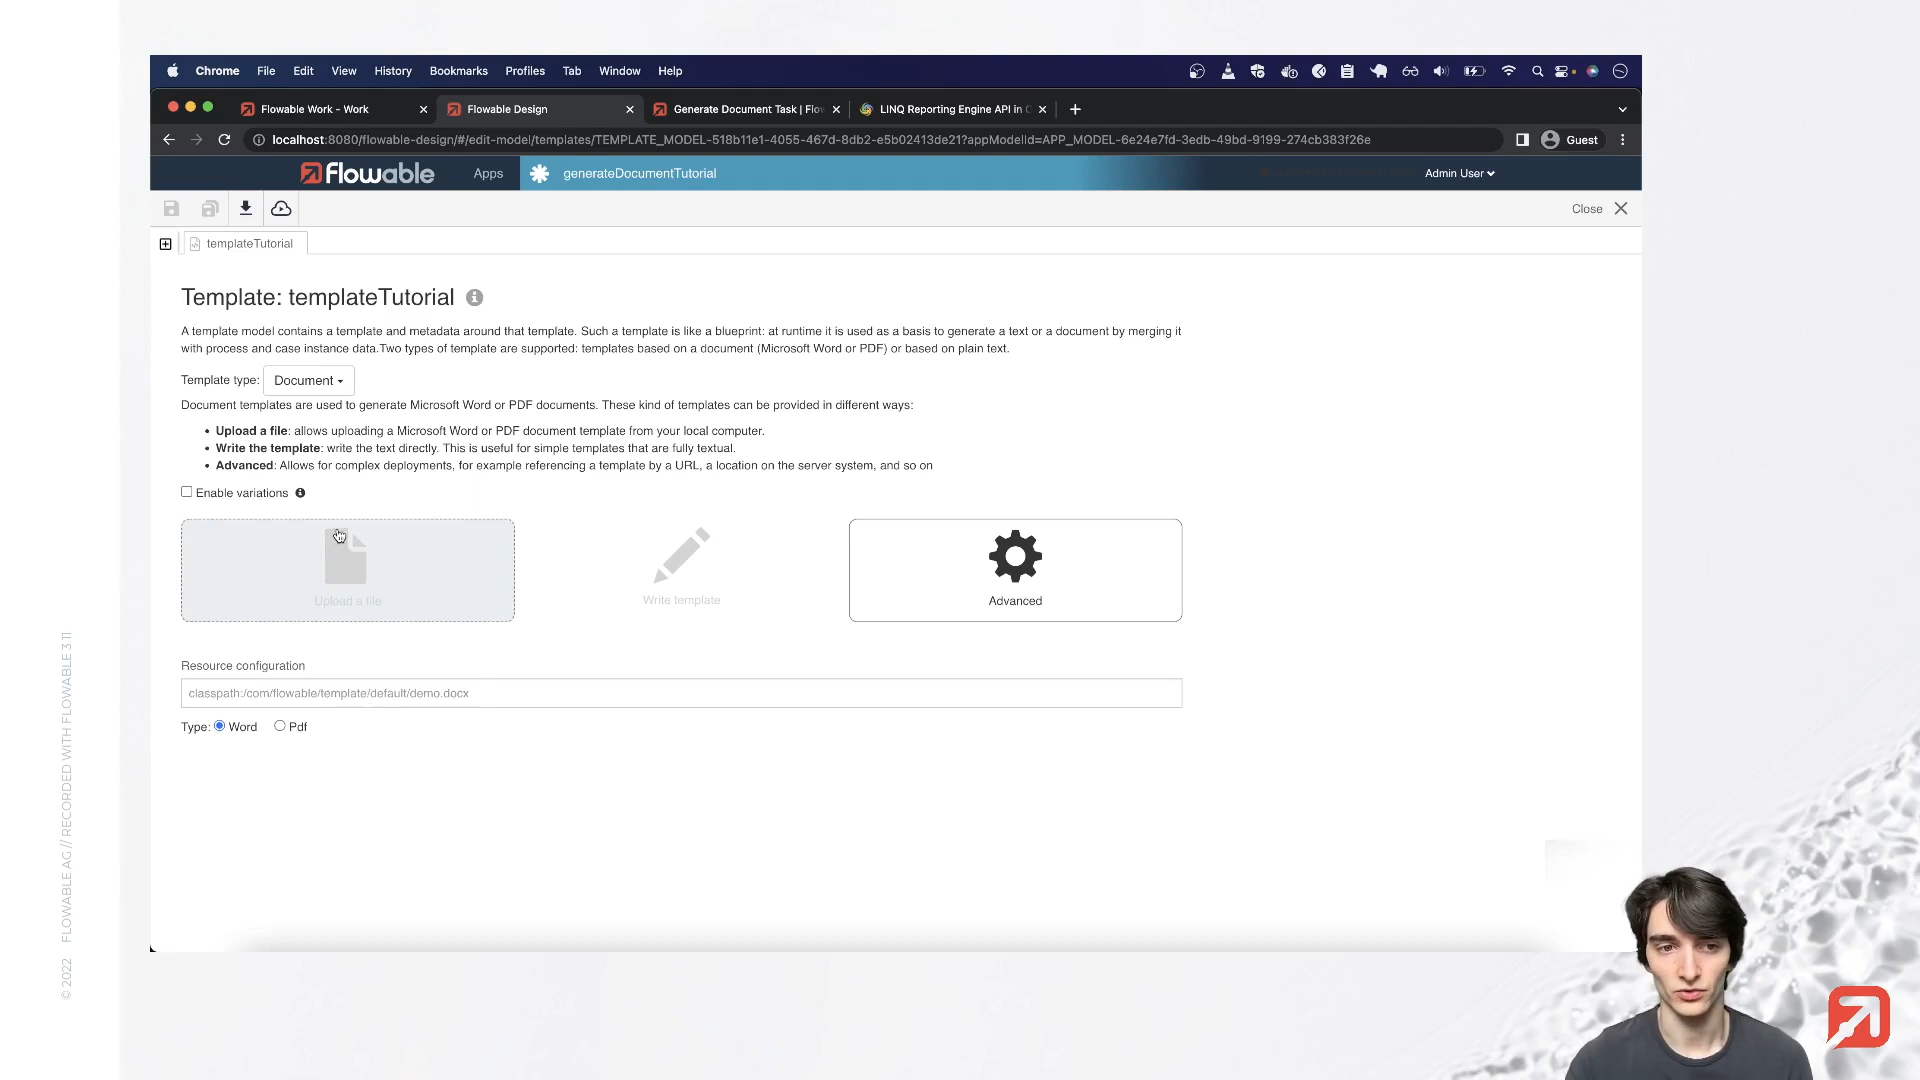 Chrome File Edit View History Bookmarks Profiles Tab Window Help
Flowable Work - Work
Flowable Design
Generate Document Task | Flow
LINQ Reporting Engine API in C
localhost:8080/flowable-design/#/edit-model/templates/TEMPLATE_MODEL-518b11e1-4055-467d-8db2-e5b02413de21?appModelId=APP_MODEL-6e24e7fd-3edb-49bd-9199-274cb383f26e
Guest
flowable
Apps
generateDocumentTutorial
Admin User
Close
templateTutorial
Template: templateTutorial
A template model contains a template and metadata around that template. Such a template is like a blueprint: at runtime it is used as a basis to generate a text or a document by merging it
with process and case instance data.Two types of template are supported: templates based on a document (Microsoft Word or PDF) or based on plain text.
Template type: Document
Document templates are used to generate Microsoft Word or PDF documents. These kind of templates can be provided in different ways:
• Upload a file: allows uploading a Microsoft Word or PDF document template from your local computer.
• Write the template: write the text directly. This is useful for simple templates that are fully textual.
• Advanced: Allows for complex deployments, for example referencing a template by a URL, a location on the server system, and so on
Enable variations
Upload a file
Write template
Advanced
Resource configuration
classpath:/com/flowable/template/default/demo.docx
Type: Word Pdf
© 2022 FLOWABLE AG // RECORDED WITH FLOWABLE 3.11